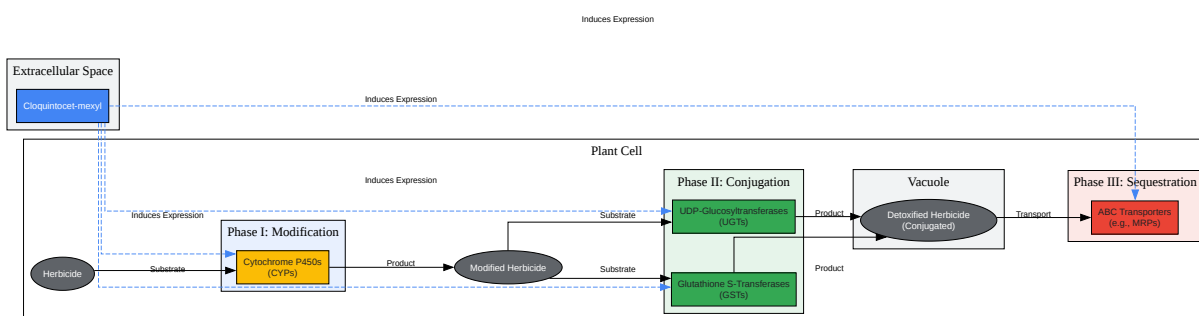 Induces Expression
Extracellular Space
Cloquintocet-mexyl
Induces Expression
Plant Cell
Induces Expression
Phase II: Conjugation
Vacuole
Phase III: Sequestration
UDP-Glucosyltransferases
(UGTs)
Product
Detoxified Herbicide
(Conjugated)
Transport
ABC Transporters
(e.g., MRPs)
Induces Expression
Substrate
Phase I: Modification
Herbicide
Substrate
Cytochrome P450s
(CYPs)
Product
Modified Herbicide
Substrate
Product
Glutathione S-Transferases
(GSTs)